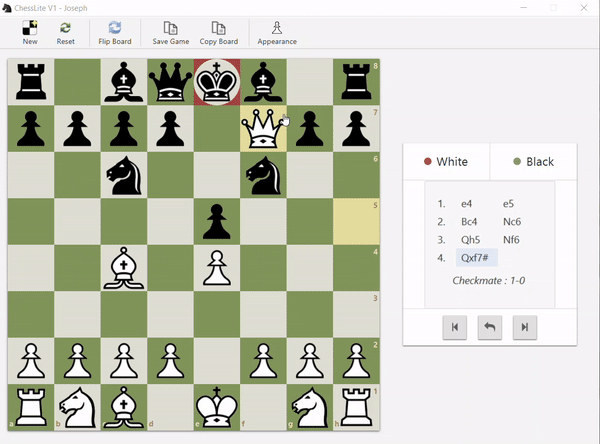 ChessLite V1 - Joseph
New Reset Flip Board Save Game Copy Board Appearance
8
7
6
5
4
3
2
1
a b c d e f g h
White Black
1. e4 e5
2. Bc4 Nc6
3. Qh5 Nf6
4. Qxf7#
Checkmate : 1-0